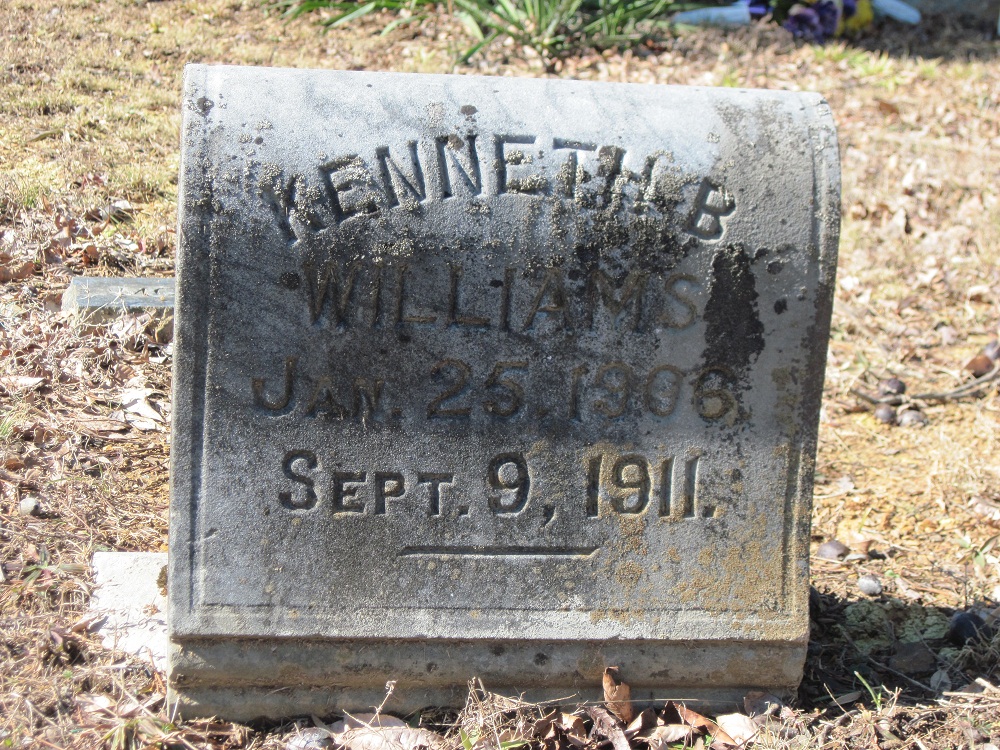 KENNETH B
WILLIAMS
JAN. 25. 1906
SEPT. 9, 1911.